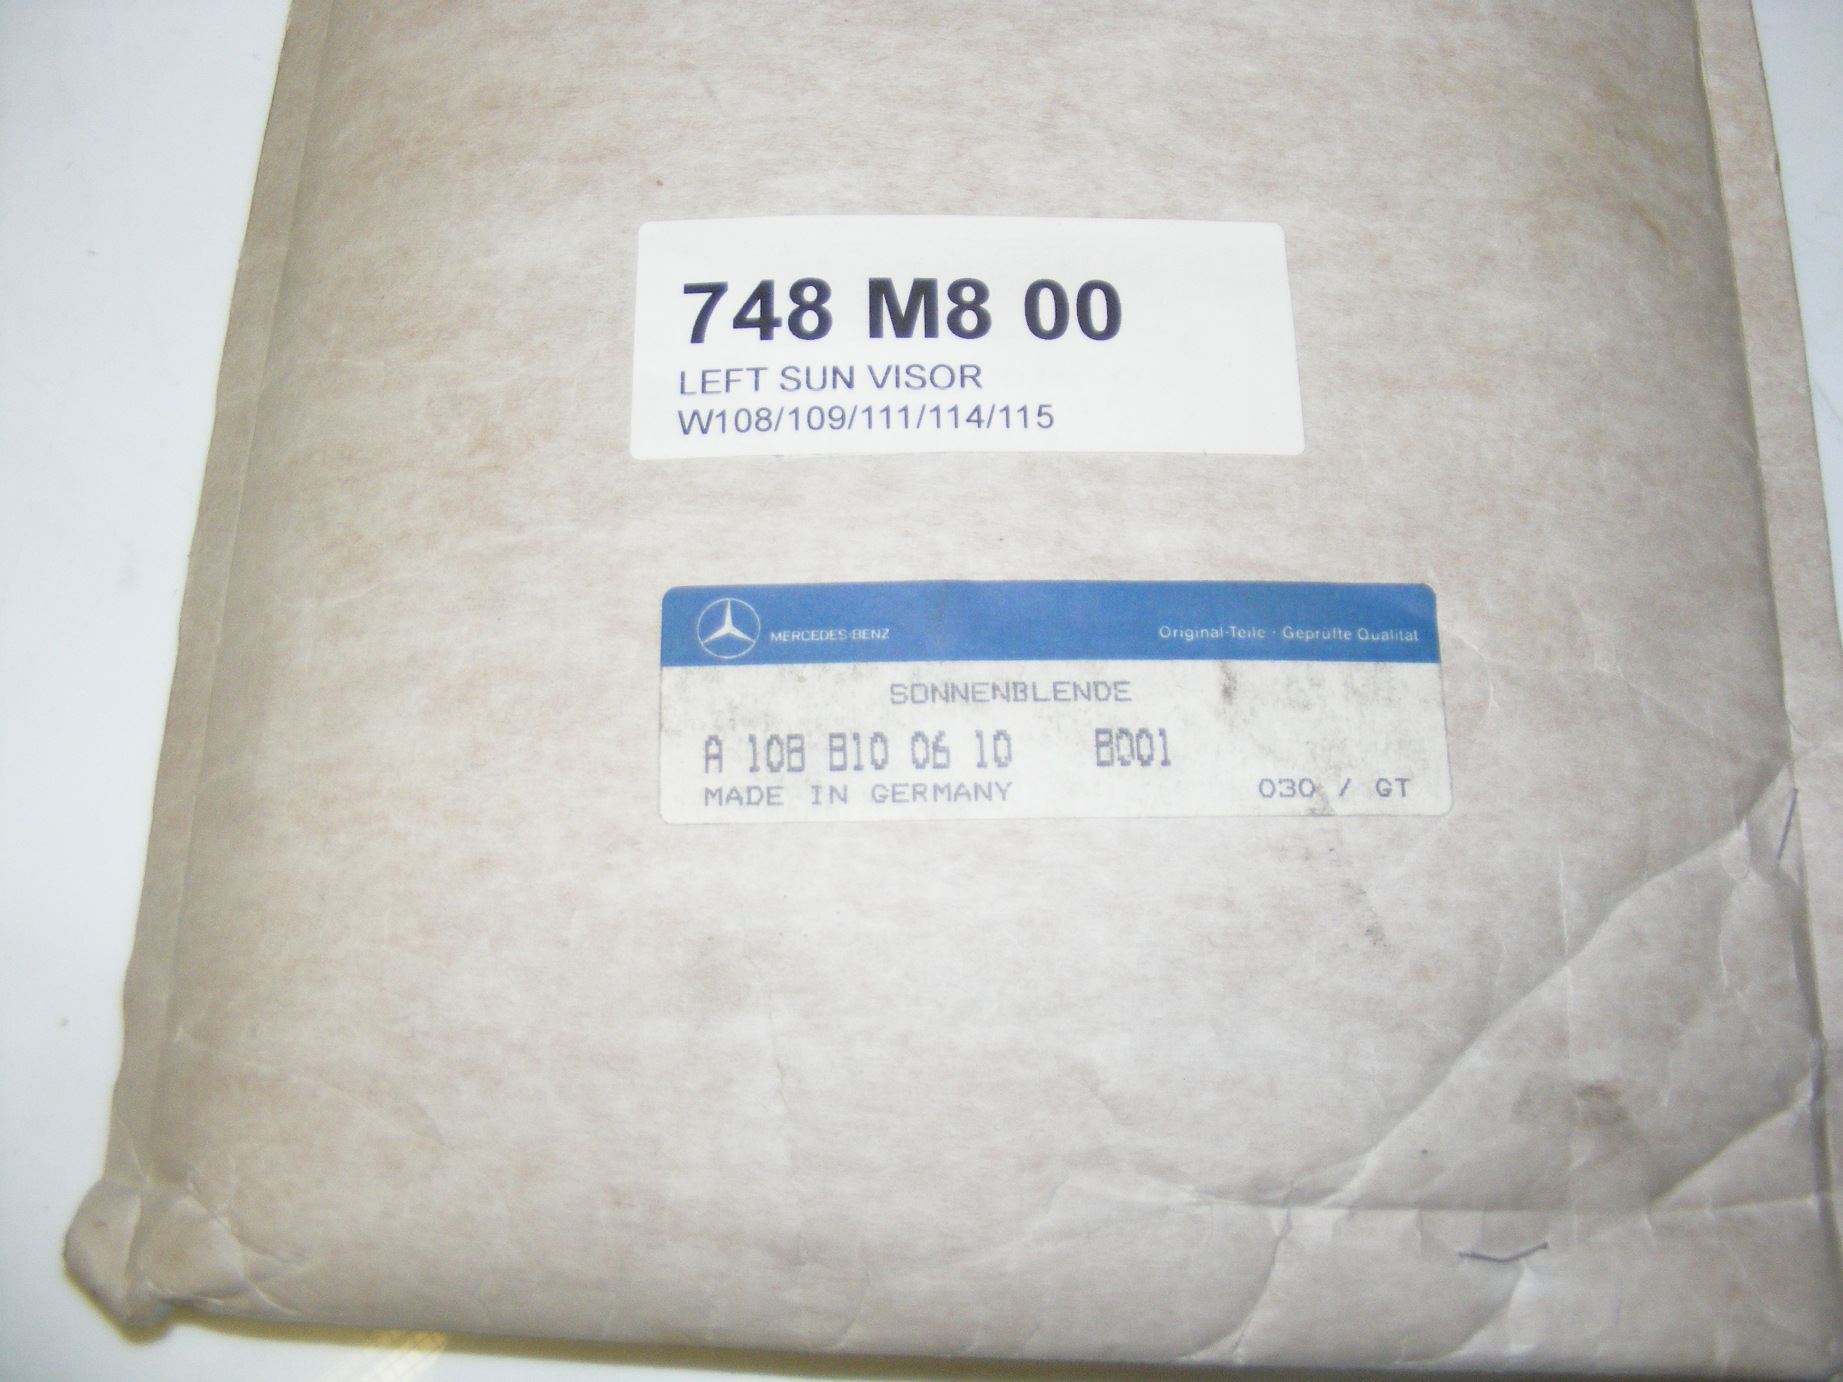 748 M8 00
LEFT SUN VISOR
W108/109/111/114/115
MERCEDES-BENZ
Original-Teile · Geprüfte Qualität
SONNENBLENDE
A 108 810 06 10 8001
MADE IN GERMANY 030 / GT